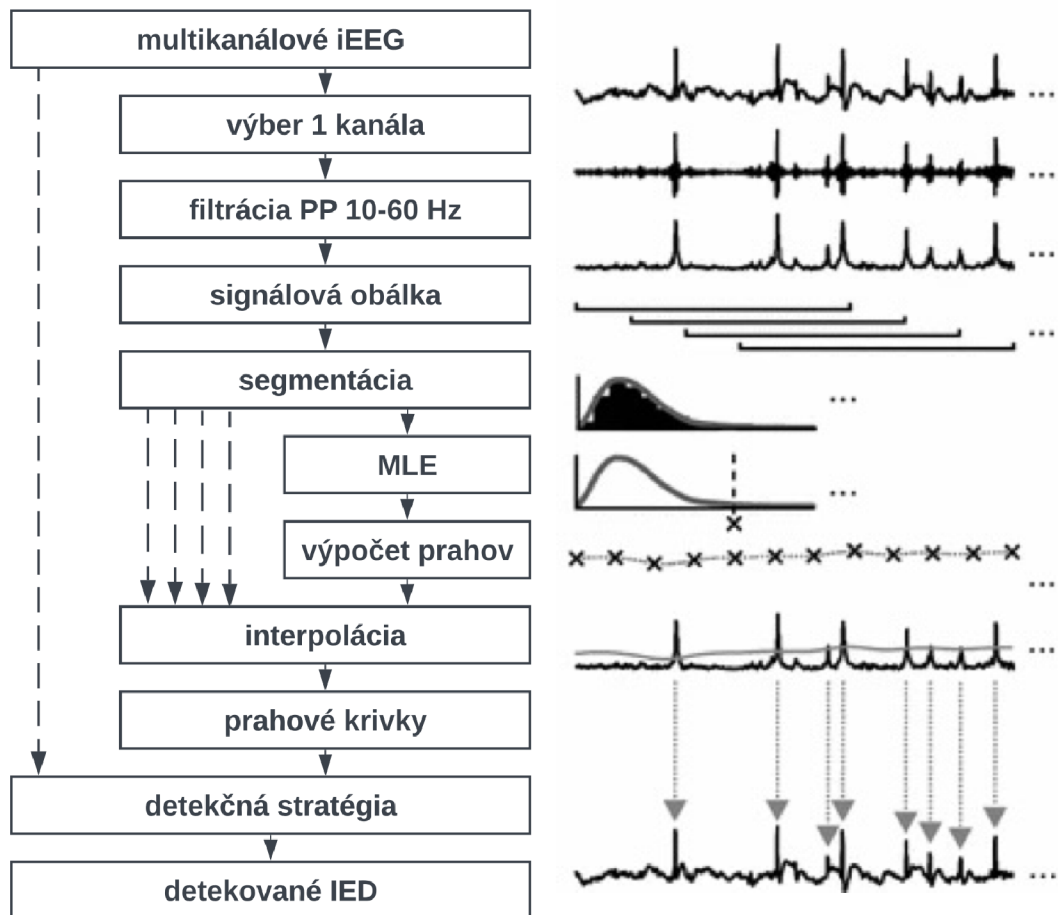 multikanálové iEEG
výber 1 kanála
filtrácia PP 10-60 Hz
signálová obálka
segmentácia
MLE
výpočet prahov
interpolácia
prahové krivky
detekčná stratégia
detekované IED